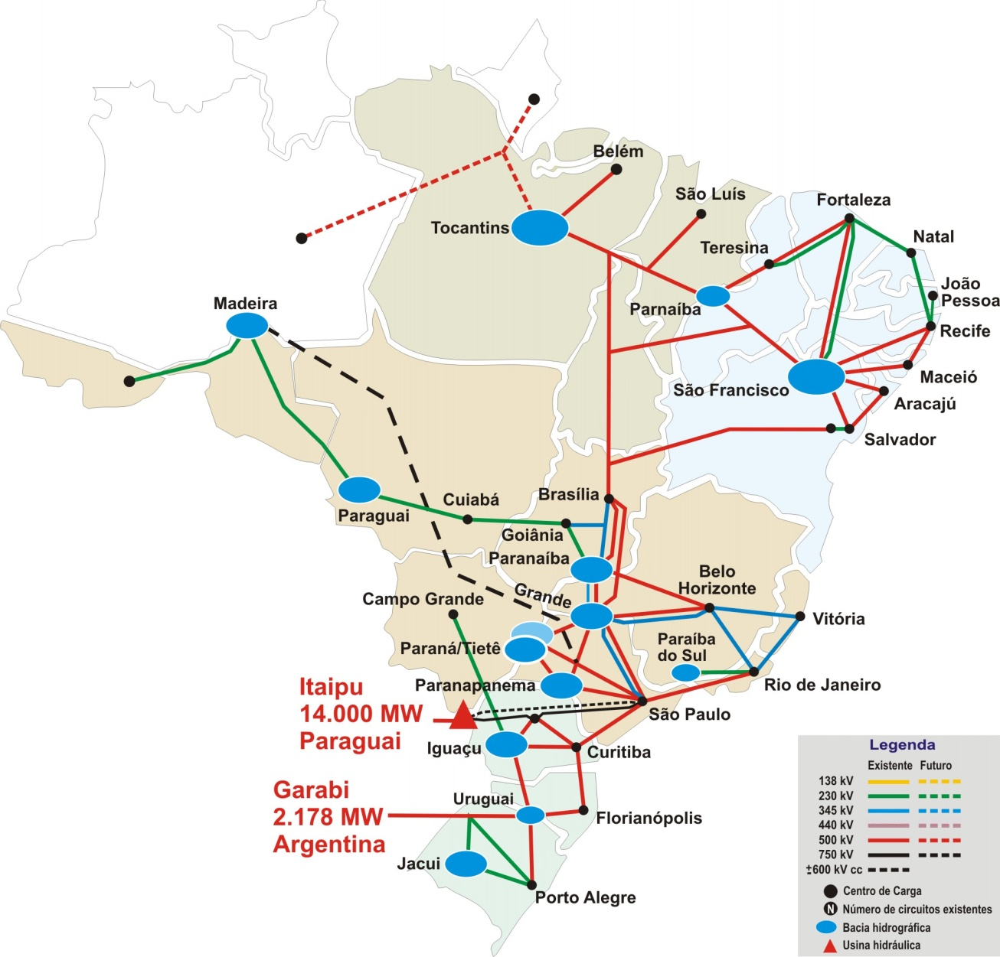 Belém
São Luís
Fortaleza
Tocantins
Teresina
Natal
João
Pessoa
Madeira
Parnaíba
Recife
São Francisco
Maceió
Aracajú
Salvador
Brasília
Cuiabá
Paraguai
Goiânia
Paranaíba
Belo
Horizonte
Grande
Campo Grande
Vitória
Paraíba
do Sul
Paraná/Tietê
Paranapanema
Rio de Janeiro
Itaipu
14.000 MW
Paraguai
São Paulo
Iguaçu
Curitiba
Garabi
2.178 MW
Argentina
Uruguai
Florianópolis
Jacui
Porto Alegre
Legenda
Existente Futuro
138 kV
230 kV
345 kV
440 kV
500 kV
750 kV
±600 kV cc
Centro de Carga
N Número de circuitos existentes
Bacia hidrográfica
Usina hidráulica